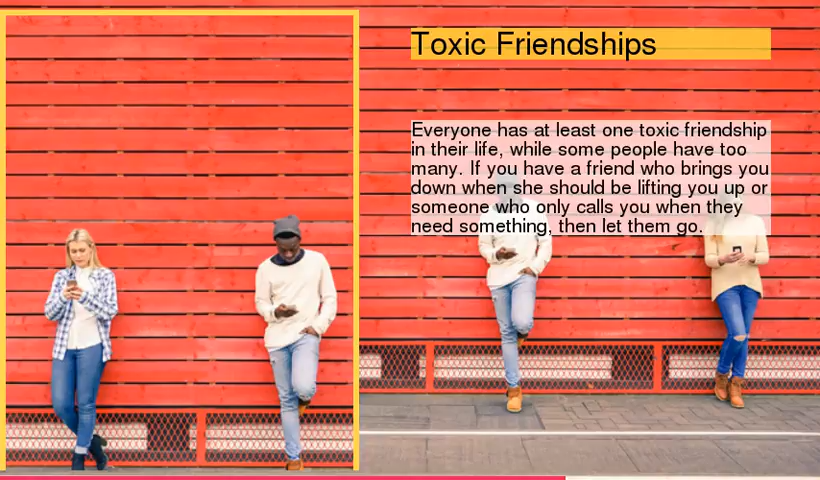 Toxic Friendships
Everyone has at least one toxic friendship
in their life, while some people have too
many. If you have a friend who brings you
down when she should be lifting you up or
someone who only calls you when they
need something, then let them go.